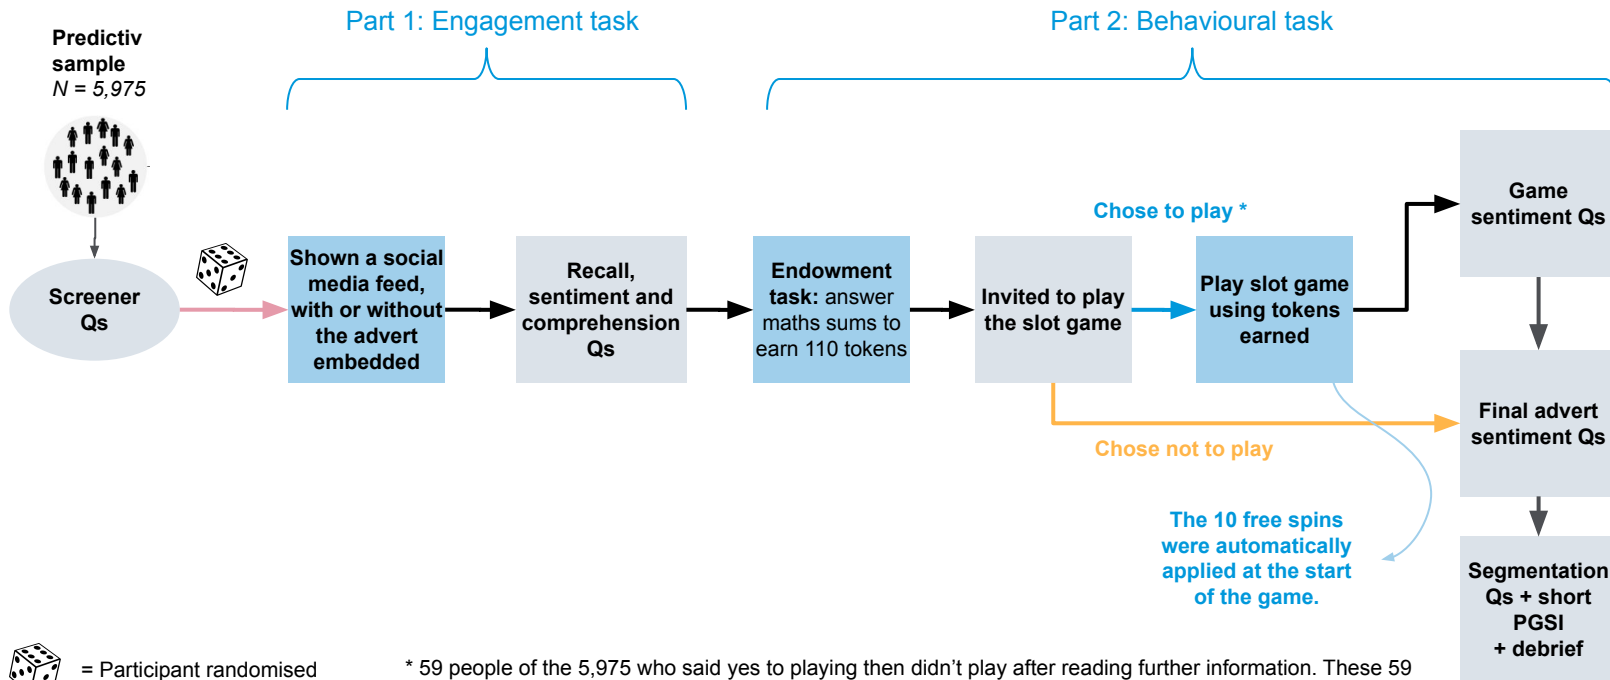 Part 1: Engagement task
Part 2: Behavioural task
Predictiv
sample
N = 5,975
Screener
Qs
Shown a social
media feed,
with or without
the advert
embedded
Recall,
sentiment and
comprehension
Qs
Endowment
task: answer
maths sums to
earn 110 tokens
Invited to play
the slot game
Chose to play *
Play slot game
using tokens
earned
Chose not to play
The 10 free spins
were automatically
applied at the start
of the game.
Game
sentiment Qs
Final advert
sentiment Qs
Segmentation
Qs + short
PGSI
+ debrief
= Participant randomised
* 59 people of the 5,975 who said yes to playing then didn’t play after reading further information. These 59